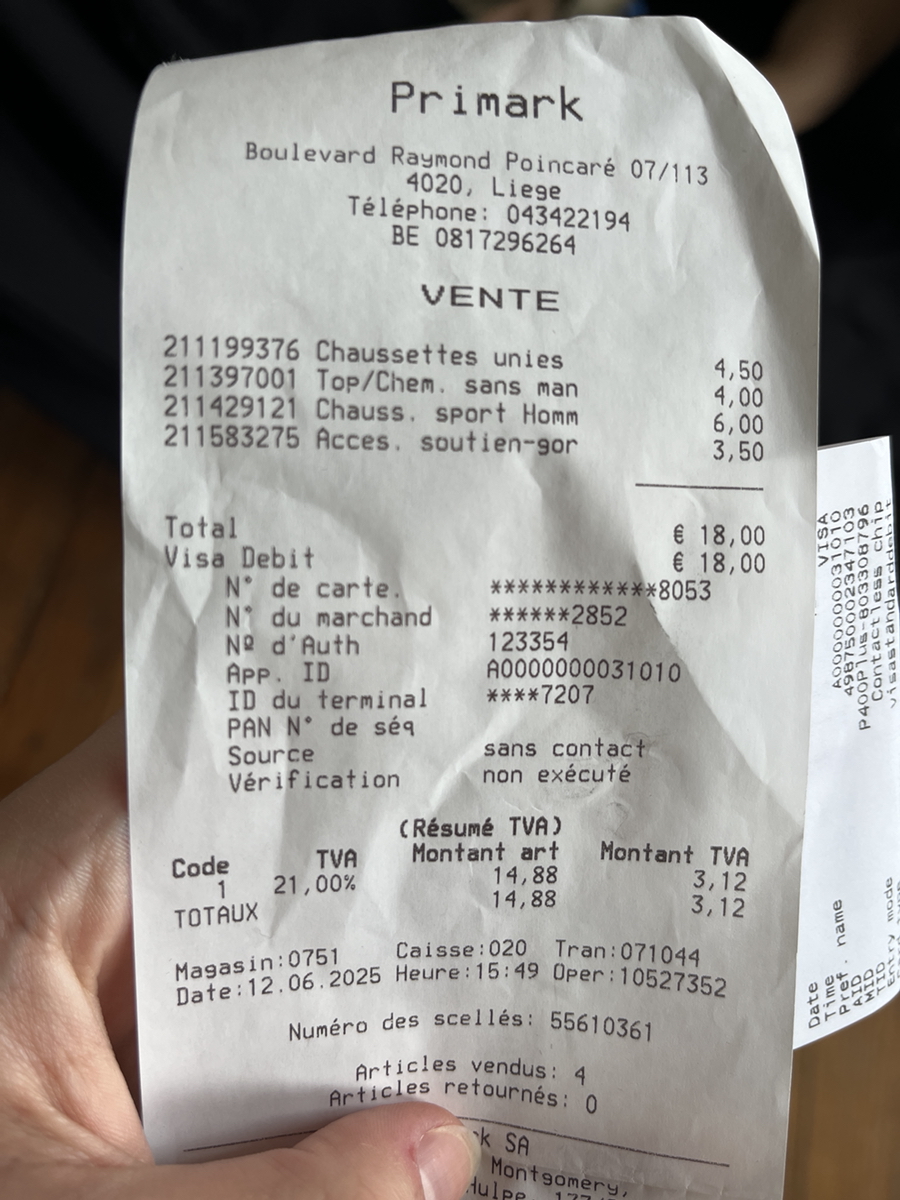 Primark
Boulevard Raymond Poincaré 07/113
4020, Liege
Téléphone: 043422194
BE 0817296264
VENTE
211199376 Chaussettes unies 4,50
211397001 Top/Chem. sans man 4,00
211429121 Chauss. sport Homm 6,00
211583275 Acces. soutien-gor 3,50
Total € 18,00
Visa Debit € 18,00
N° de carte. ************8053
N° du marchand ******2852
Nº d'Auth 123354
App. ID A0000000031010
ID du terminal ****7207
PAN N° de séq
Source sans contact
Vérification non exécuté
(Résumé TVA)
Code TVA Montant art Montant TVA
1 21,00% 14,88 3,12
TOTAUX 14,88 3,12
Magasin:0751 Caisse:020 Tran:071044
Date:12.06.2025 Heure:15:49 Oper:10527352
Numéro des scellés: 55610361
Articles vendus: 4
Articles retournés: 0
SA
Montgomery,
Date
Time
Pref. name VISA
AID A0000000031010
MID 498750002347103
TID P400Plus-803308796
Entry mode Contactless chip
visastandarddebit